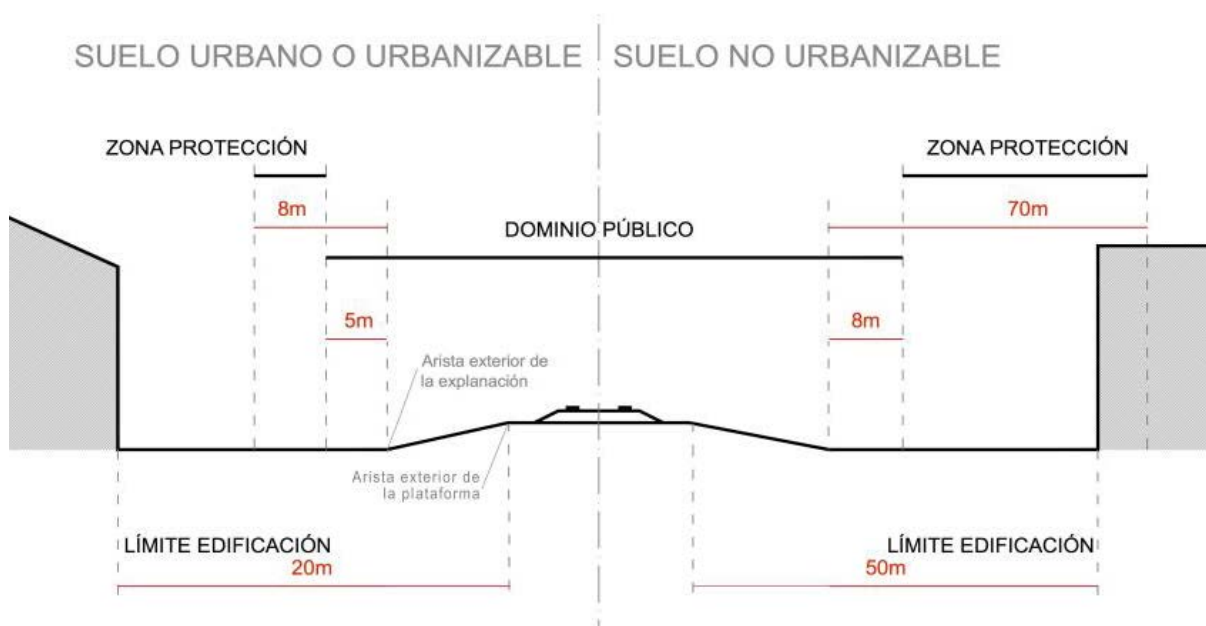 SUELO URBANO O URBANIZABLE
SUELO NO URBANIZABLE
ZONA PROTECCIÓN
ZONA PROTECCIÓN
8m
70m
DOMINIO PÚBLICO
5m
8m
Arista exterior de
la explanación
Arista exterior de
la plataforma
LÍMITE EDIFICACIÓN
20m
LÍMITE EDIFICACIÓN
50m